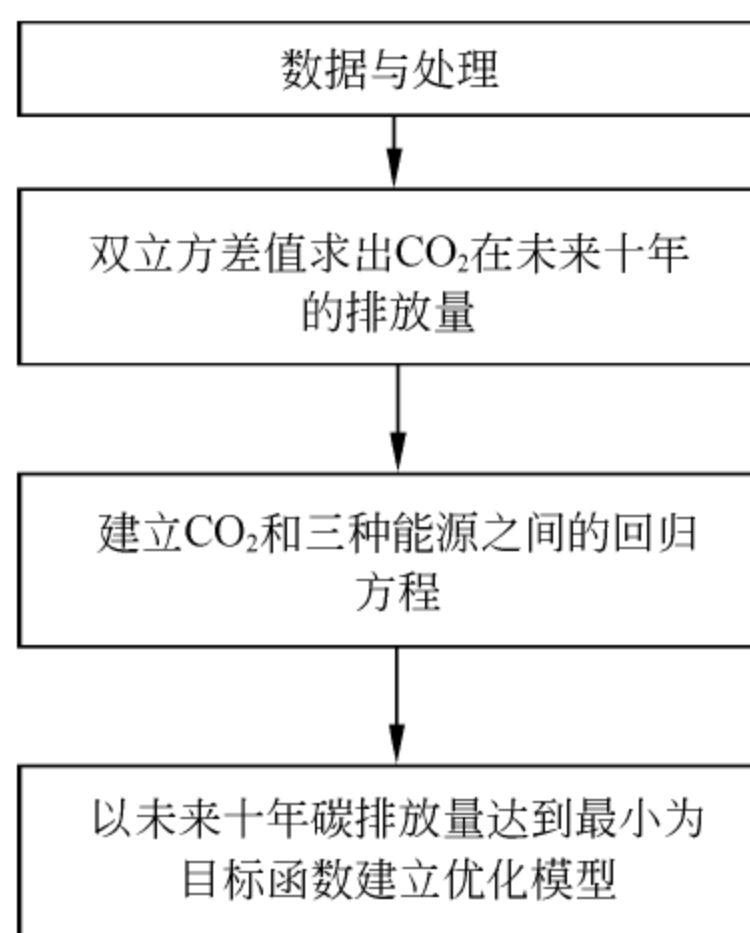 数据与处理
双立方差值求出CO₂在未来十年
的排放量
建立CO₂和三种能源之间的回归
方程
以未来十年碳排放量达到最小为
目标函数建立优化模型